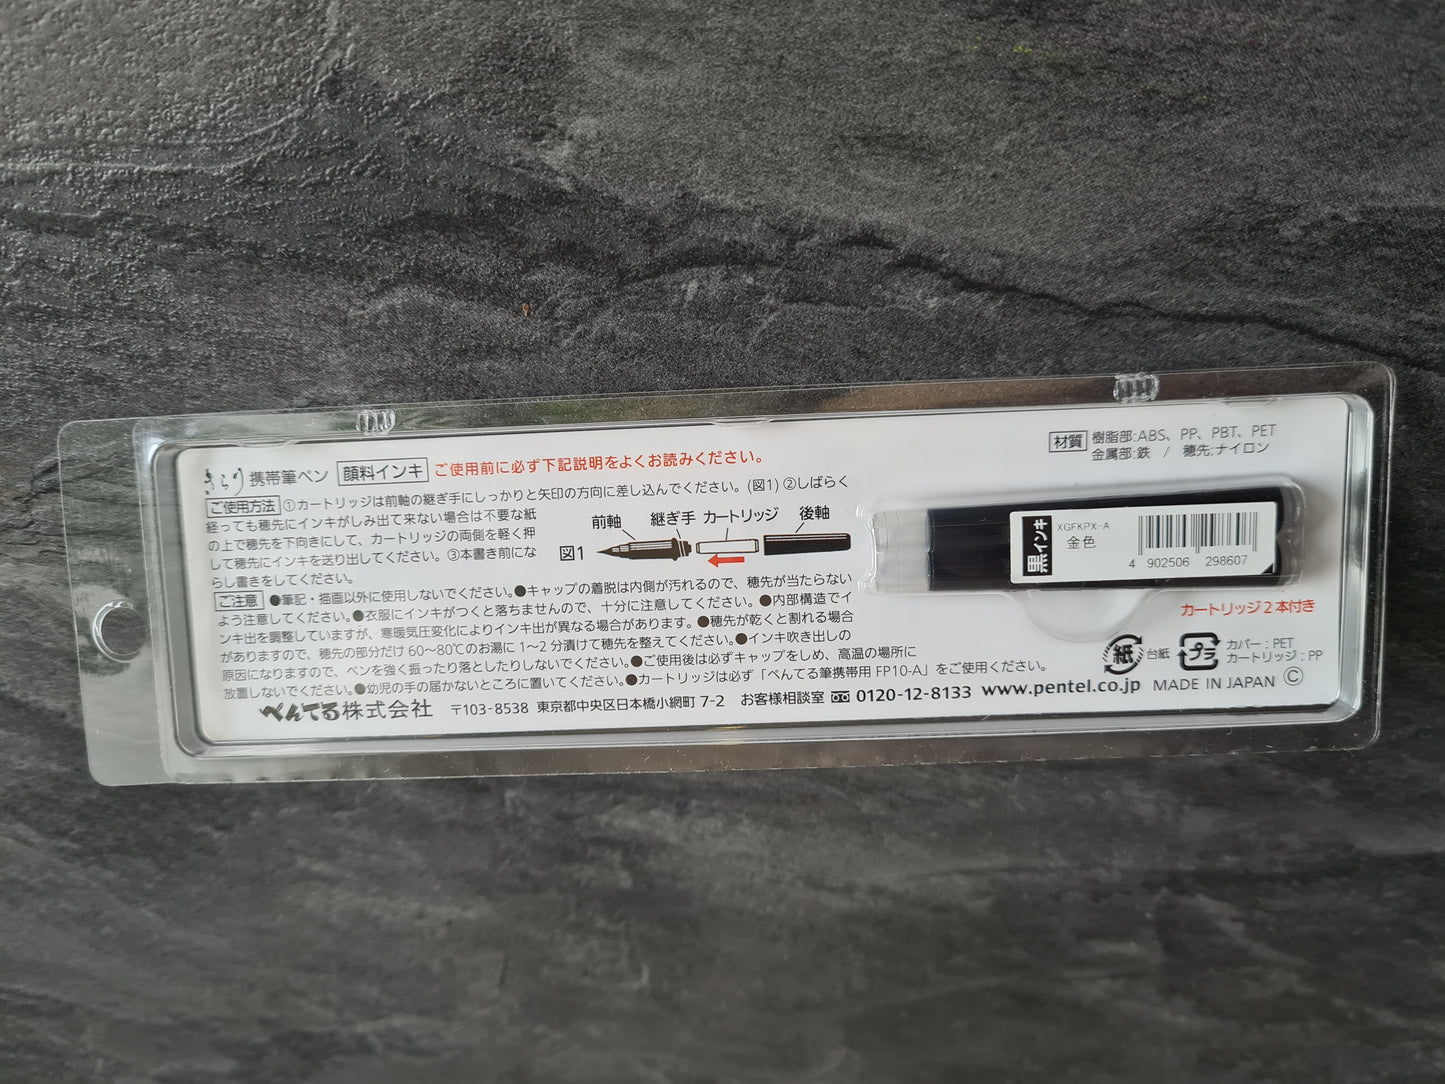 きらり 携帯筆ペン 顔料インキ ご使用前に必ず下記説明をよくお読みください。
ご使用方法 ①カートリッジは前軸の継ぎ手にしっかりと矢印の方向に差し込んでください。(図1) ②しばらく
経っても穂先にインキがしみ出て来ない場合は不要な紙
の上で穂先を下向きにして、カートリッジの両側を軽く押
して穂先にインキを送り出してください。③本書き前にな
らし書きをしてください。
図1
前軸 継ぎ手 カートリッジ 後軸
ご注意 ●筆記・描画以外に使用しないでください。●キャップの着脱は内側が汚れるので、穂先が当たらない
よう注意してください。●衣服にインキがつくと落ちませんので、十分に注意してください。●内部構造でイ
ンキ出を調整していますが、寒暖気圧変化によりインキ出が異なる場合があります。●穂先が乾くと割れる場合
がありますので、穂先の部分だけ60~80℃のお湯に1~2分漬けて穂先を整えてください。●インキ吹き出しの
原因になりますので、ペンを強く振ったり落としたりしないでください。●ご使用後は必ずキャップをしめ、高温の場所に
放置しないでください。●幼児の手の届かないところに置いてください。●カートリッジは必ず「ぺんてる筆携帯用 FP10-A」をご使用ください。
ぺんてる株式会社 〒103-8538 東京都中央区日本橋小網町 7-2 お客様相談室 0120-12-8133 www.pentel.co.jp MADE IN JAPAN Ⓒ
材質 樹脂部:ABS、PP、PBT、PET
金属部:鉄 / 穂先:ナイロン
黒インキ
XGFKPX-A
金色
4 902506 298607
カートリッジ2本付き
紙 台紙
プラ カバー:PET
カートリッジ:PP